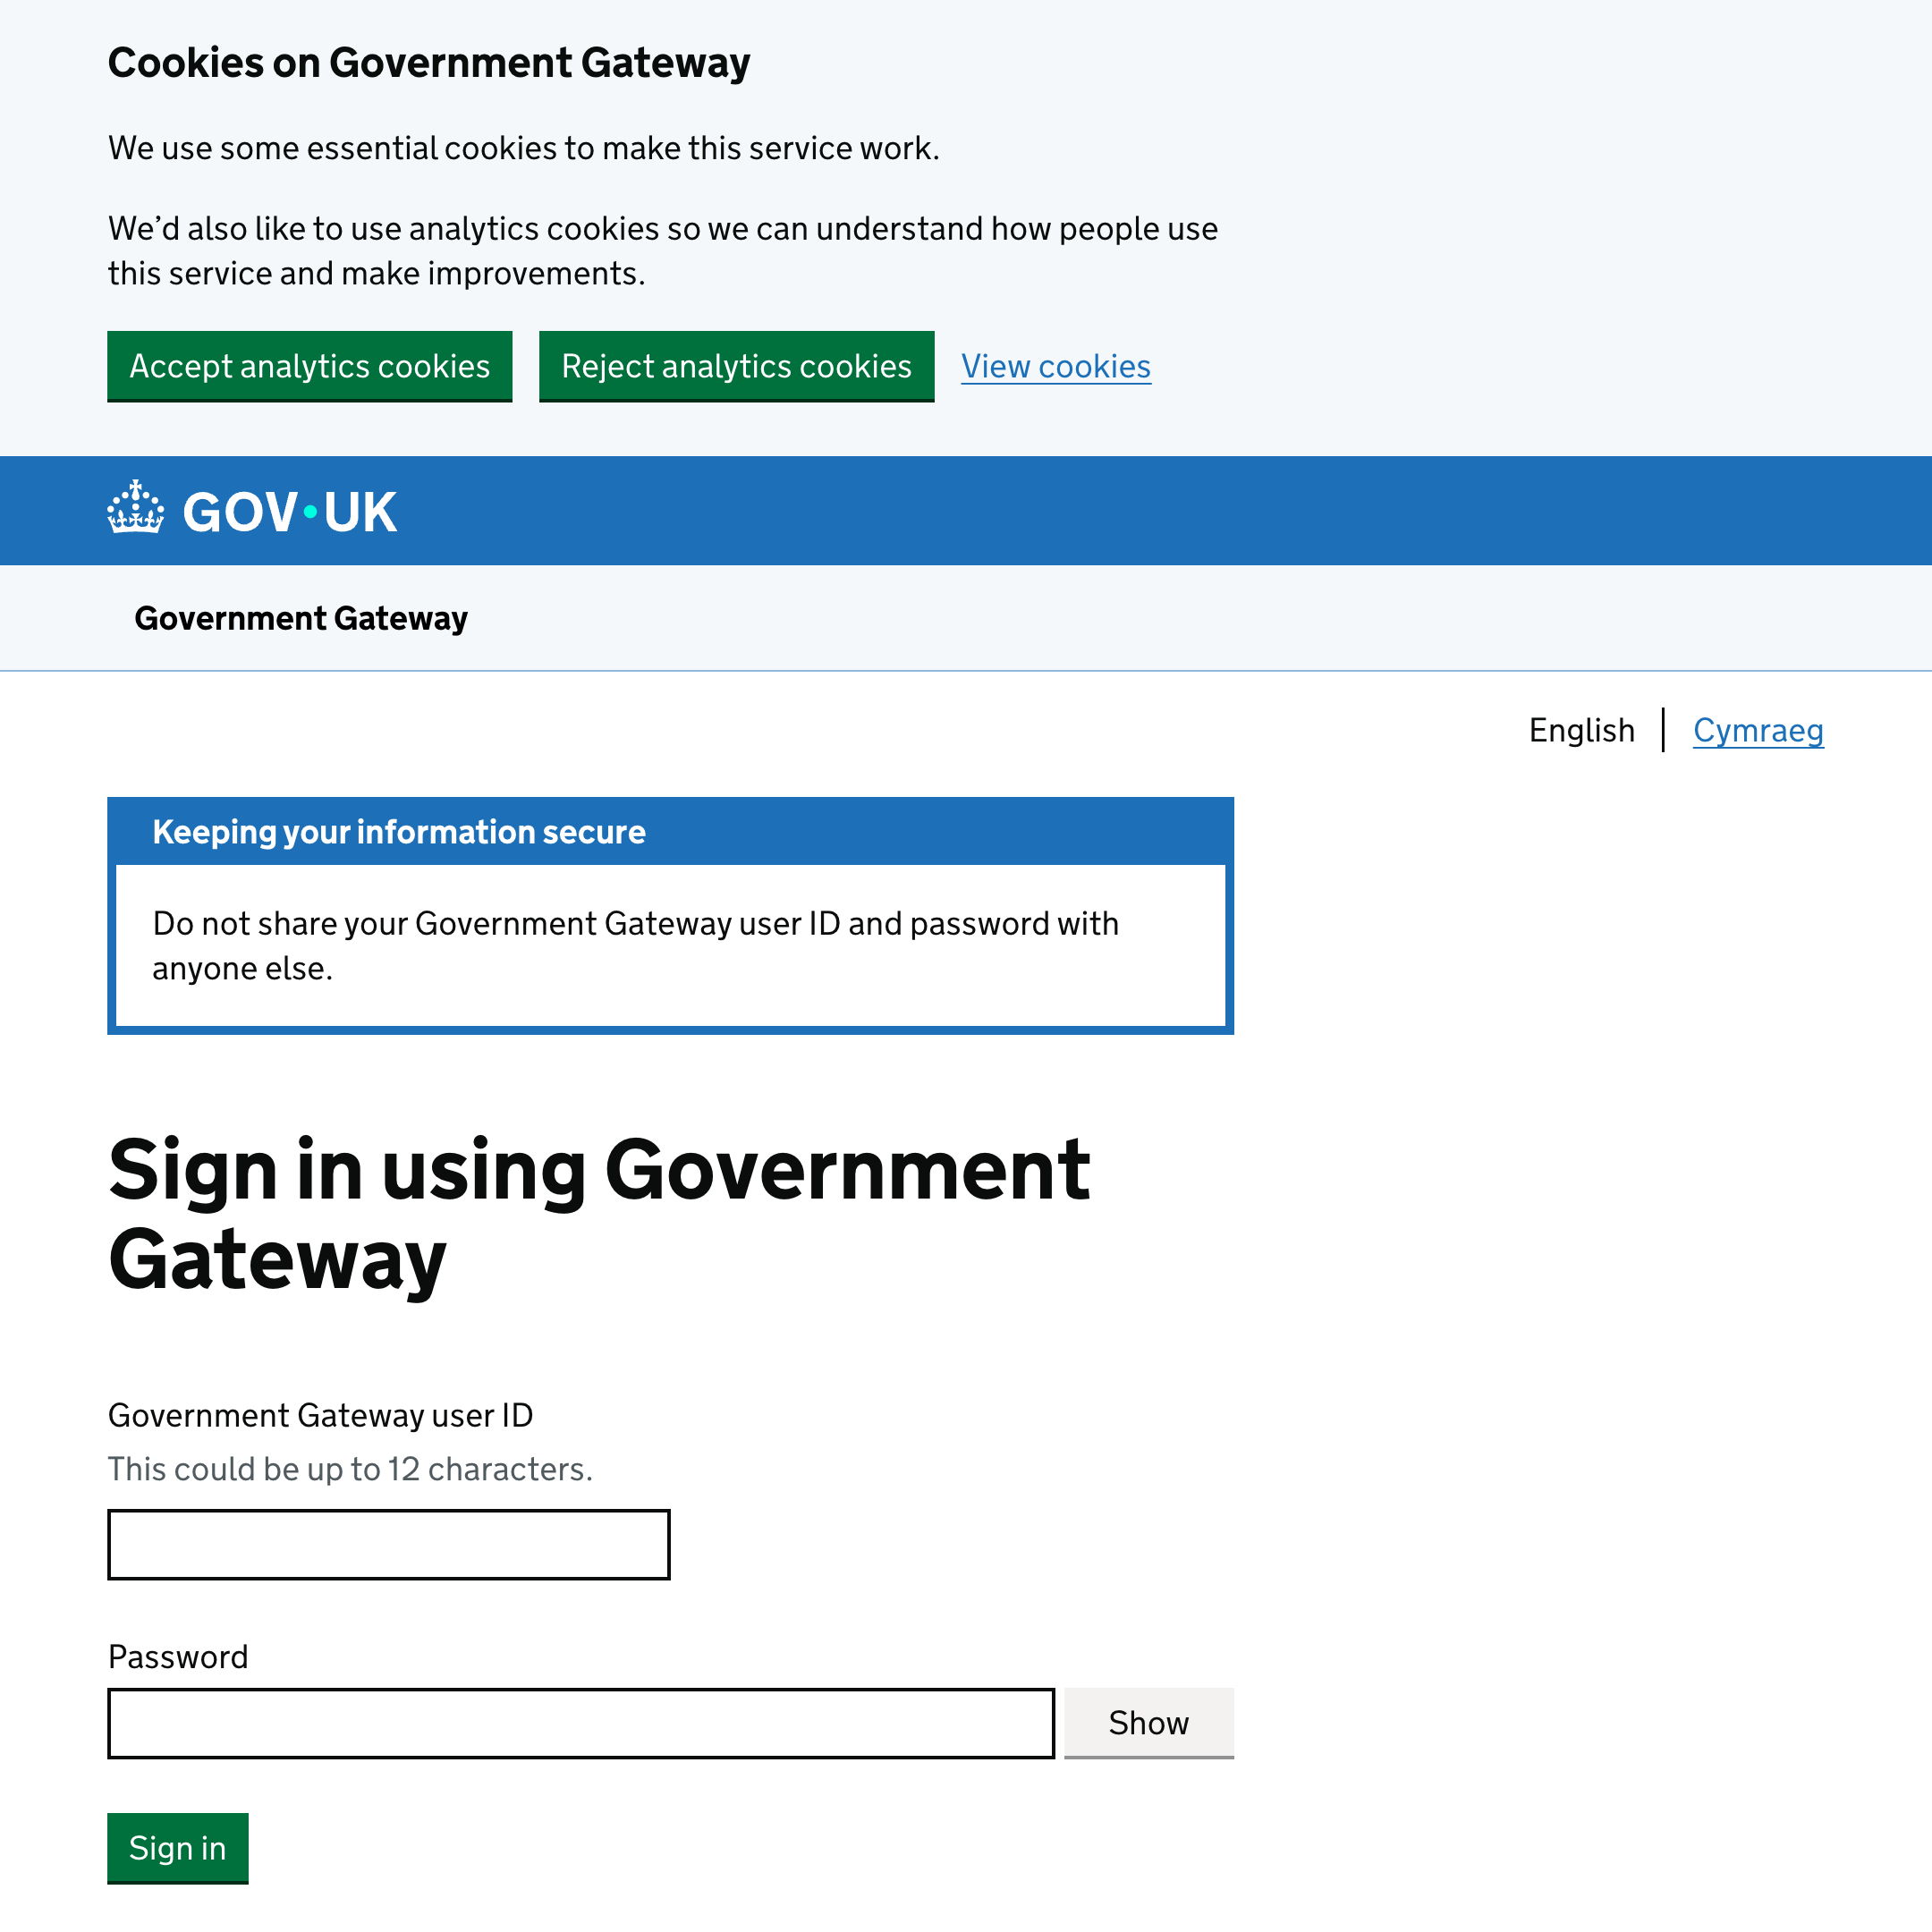 Cookies on Government Gateway
We use some essential cookies to make this service work.
We’d also like to use analytics cookies so we can understand how people use
this service and make improvements.
Accept analytics cookies Reject analytics cookies View cookies
GOV·UK
Government Gateway
English Cymraeg
Keeping your information secure
Do not share your Government Gateway user ID and password with
anyone else.
Sign in using Government
Gateway
Government Gateway user ID
This could be up to 12 characters.
Password
Show
Sign in